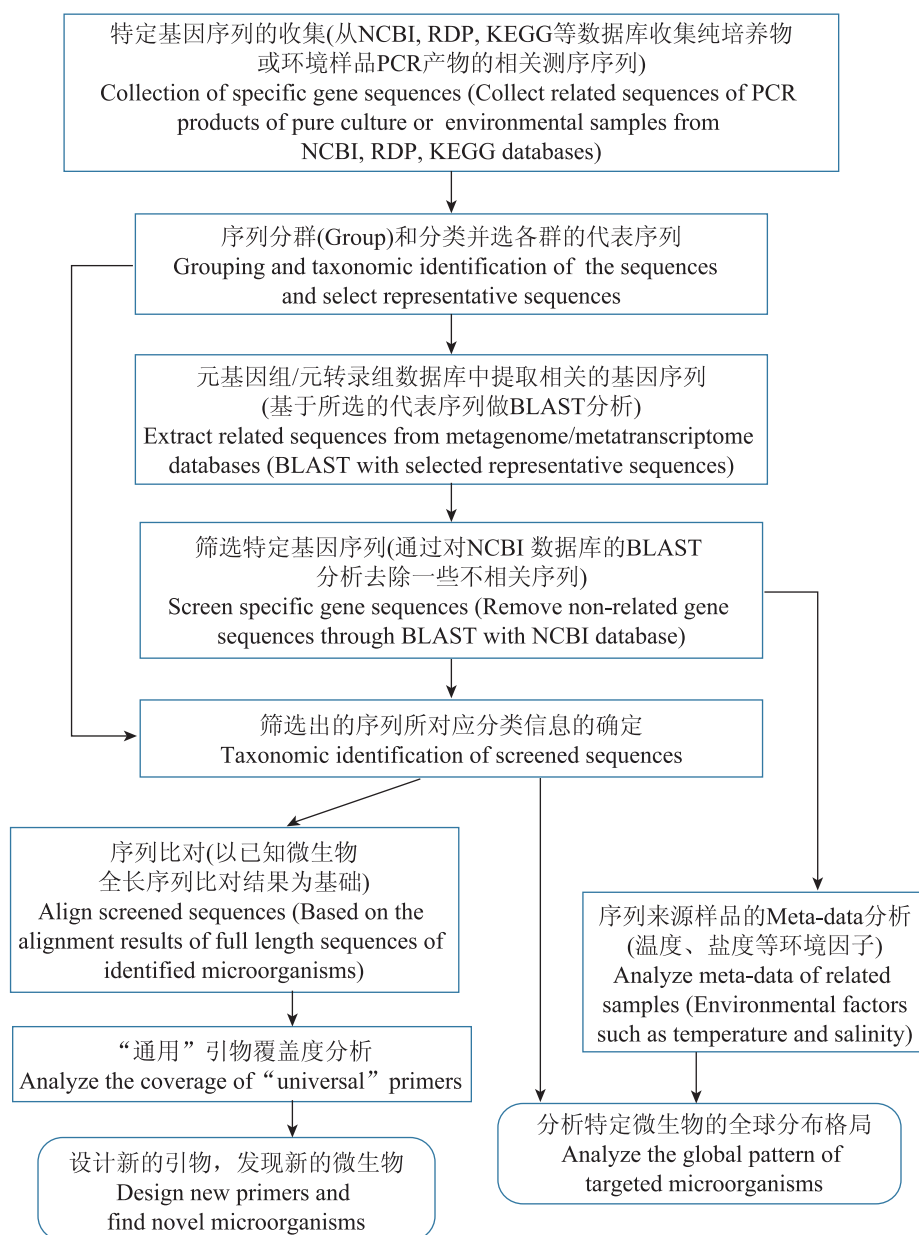 特定基因序列的收集(从NCBI, RDP, KEGG等数据库收集纯培养物
或环境样品PCR产物的相关测序序列)
Collection of specific gene sequences (Collect related sequences of PCR
products of pure culture or environmental samples from
NCBI, RDP, KEGG databases)
序列分群(Group)和分类并选各群的代表序列
Grouping and taxonomic identification of the sequences
and select representative sequences
元基因组/元转录组数据库中提取相关的基因序列
(基于所选的代表序列做BLAST分析)
Extract related sequences from metagenome/metatranscriptome
databases (BLAST with selected representative sequences)
筛选特定基因序列(通过对NCBI 数据库的BLAST
分析去除一些不相关序列)
Screen specific gene sequences (Remove non-related gene
sequences through BLAST with NCBI database)
筛选出的序列所对应分类信息的确定
Taxonomic identification of screened sequences
序列比对(以已知微生物
全长序列比对结果为基础)
Align screened sequences (Based on the
alignment results of full length sequences of
identified microorganisms)
序列来源样品的Meta-data分析
(温度、盐度等环境因子)
Analyze meta-data of related
samples (Environmental factors
such as temperature and salinity)
“通用”引物覆盖度分析
Analyze the coverage of “universal” primers
分析特定微生物的全球分布格局
Analyze the global pattern of
targeted microorganisms
设计新的引物，发现新的微生物
Design new primers and
find novel microorganisms